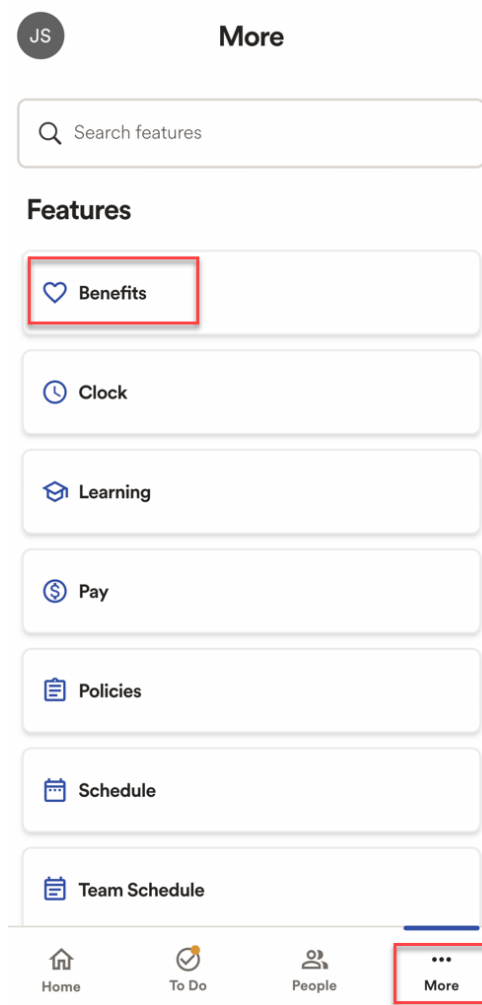 JS
More
Search features
Features
Benefits
Clock
Learning
Pay
Policies
Schedule
Team Schedule
Home
To Do
People
More